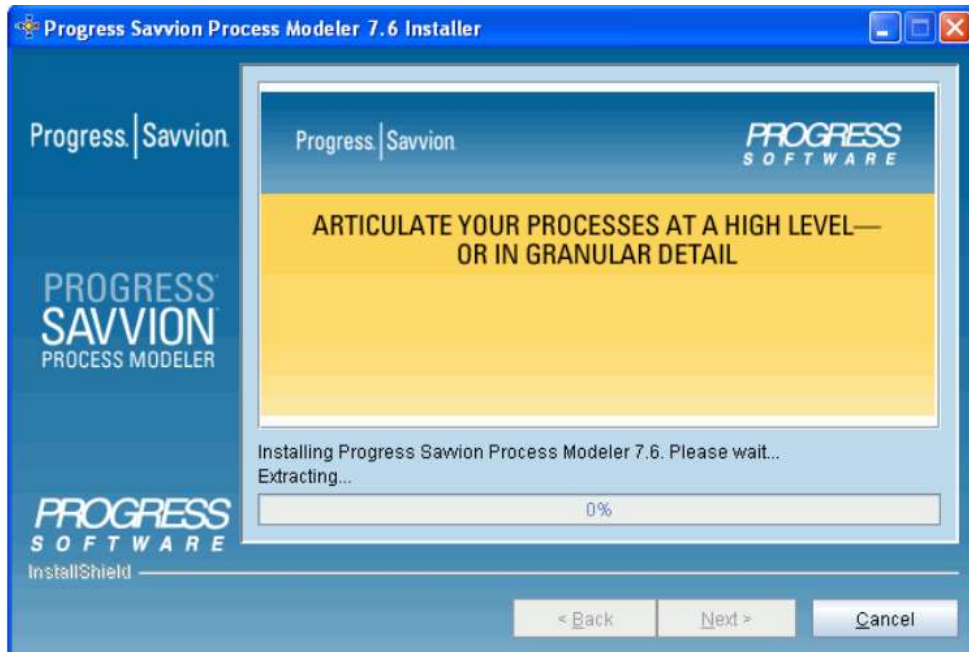 Progress Savvion Process Modeler 7.6 Installer
Progress. | Savvion
PROGRESS
SAVVION
PROCESS MODELER
PROGRESS
SOFTWARE
Progress. | Savvion
PROGRESS
SOFTWARE
ARTICULATE YOUR PROCESSES AT A HIGH LEVEL—
OR IN GRANULAR DETAIL
Installing Progress Savvion Process Modeler 7.6. Please wait...
Extracting...
0%
InstallShield
< Back
Next >
Cancel